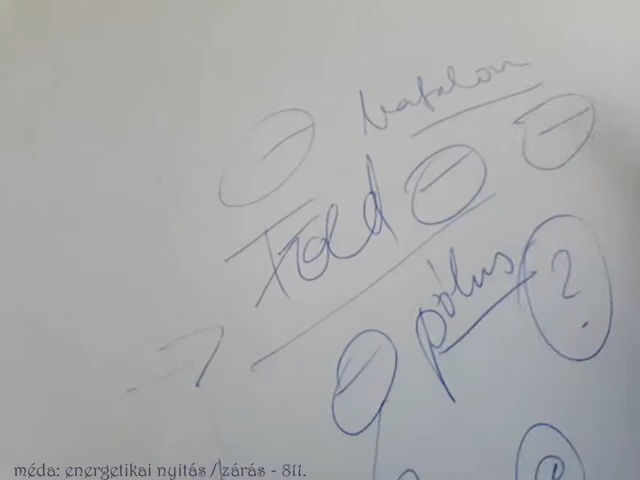 ⊖ hatalom
Föld ⊖ ⊖
⊖ pólus ?
méda: energetikai nyitás / zárás - 811.